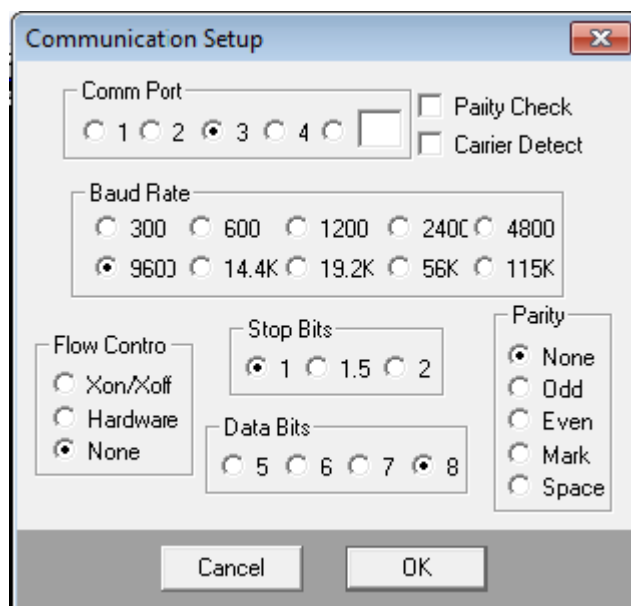 Communication Setup
Comm Port
1 2 3 4
Parity Check
Carrier Detect
Baud Rate
300 600 1200 2400 4800
9600 14.4K 19.2K 56K 115K
Stop Bits
1 1.5 2
Parity
None
Odd
Even
Mark
Space
Flow Contro
Xon/Xoff
Hardware
None
Data Bits
5 6 7 8
Cancel OK